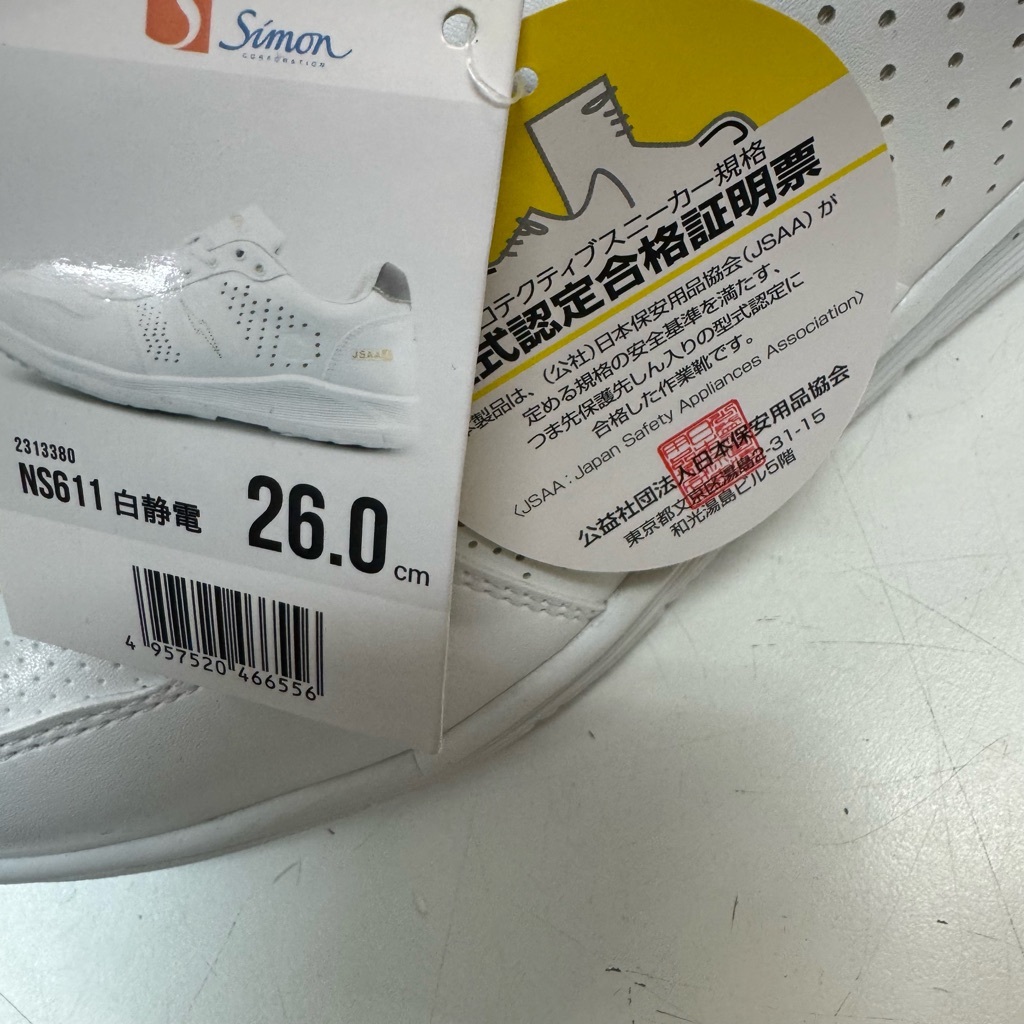 Simon
CORPORATION
JSAA A
2313380
NS611 白静電
26.0 cm
4 957520 466556
ロテクティブスニーカー規格
式認定合格証明票
製品は、(公社)日本保安用品協会(JSAA)が
定める規格の安全基準を満たす、
つま先保護先しん入りの型式認定に
合格した作業靴です。
〈JSAA : Japan Safety Appliances Association〉
公益社団法人日本保安用品協会
東京都文京区湯島2-31-15
和光湯島ビル5階